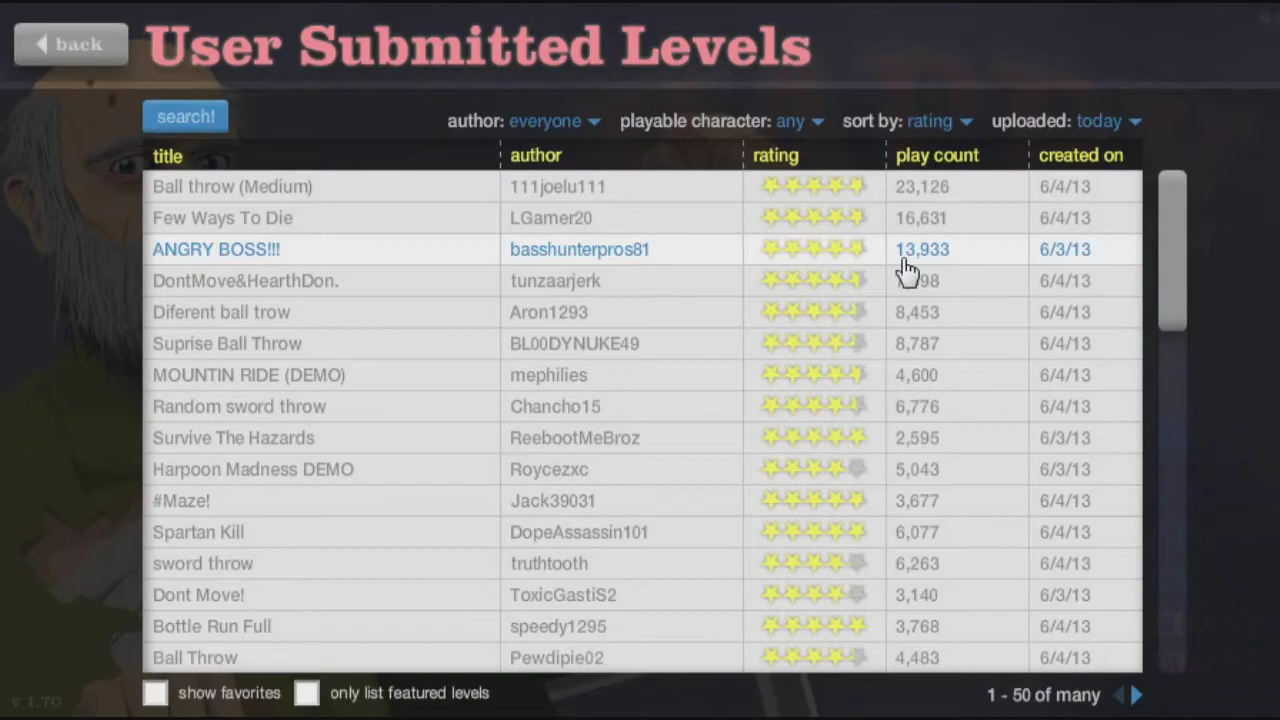 back
User Submitted Levels
search!
author: everyone playable character: any sort by: rating uploaded: today
title author rating play count created on
Ball throw (Medium) 111joelu111 23,126 6/4/13
Few Ways To Die LGamer20 16,631 6/4/13
ANGRY BOSS!!! basshunterpros81 13,933 6/3/13
DontMove&HearthDon. tunzaarjerk 6/4/13
Diferent ball trow Aron1293 8,453 6/4/13
Suprise Ball Throw BL00DYNUKE49 8,787 6/4/13
MOUNTIN RIDE (DEMO) mephilies 4,600 6/4/13
Random sword throw Chancho15 6,776 6/4/13
Survive The Hazards ReebootMeBroz 2,595 6/3/13
Harpoon Madness DEMO Roycezxc 5,043 6/3/13
#Maze! Jack39031 3,677 6/4/13
Spartan Kill DopeAssassin101 6,077 6/4/13
sword throw truthtooth 6,263 6/4/13
Dont Move! ToxicGastiS2 3,140 6/3/13
Bottle Run Full speedy1295 3,768 6/4/13
Ball Throw Pewdipie02 4,483 6/4/13
show favorites only list featured levels 1 - 50 of many
v 1.70